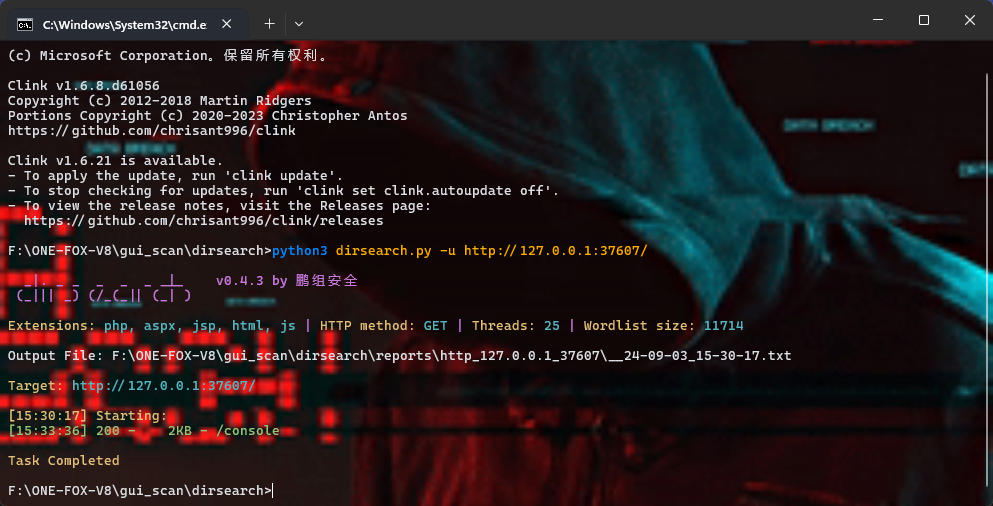 C:\Windows\System32\cmd.e
(c) Microsoft Corporation。保留所有权利。
Clink v1.6.8.d61056
Copyright (c) 2012-2018 Martin Ridgers
Portions Copyright (c) 2020-2023 Christopher Antos
https://github.com/chrisant996/clink
Clink v1.6.21 is available.
- To apply the update, run 'clink update'.
- To stop checking for updates, run 'clink set clink.autoupdate off'.
- To view the release notes, visit the Releases page:
https://github.com/chrisant996/clink/releases
F:\ONE-FOX-V8\gui_scan\dirsearch>python3 dirsearch.py -u http://127.0.0.1:37607/
_|. _ _  _  _  _ _|_    v0.4.3 by 鹏组安全
(_||| _) (/_(_|| (_| )
Extensions: php, aspx, jsp, html, js | HTTP method: GET | Threads: 25 | Wordlist size: 11714
Output File: F:\ONE-FOX-V8\gui_scan\dirsearch\reports\http_127.0.0.1_37607\__24-09-03_15-30-17.txt
Target: http://127.0.0.1:37607/
[15:30:17] Starting:
[15:33:36] 200 -    2KB - /console
Task Completed
F:\ONE-FOX-V8\gui_scan\dirsearch>
DATA BREACH
DATA BREACH